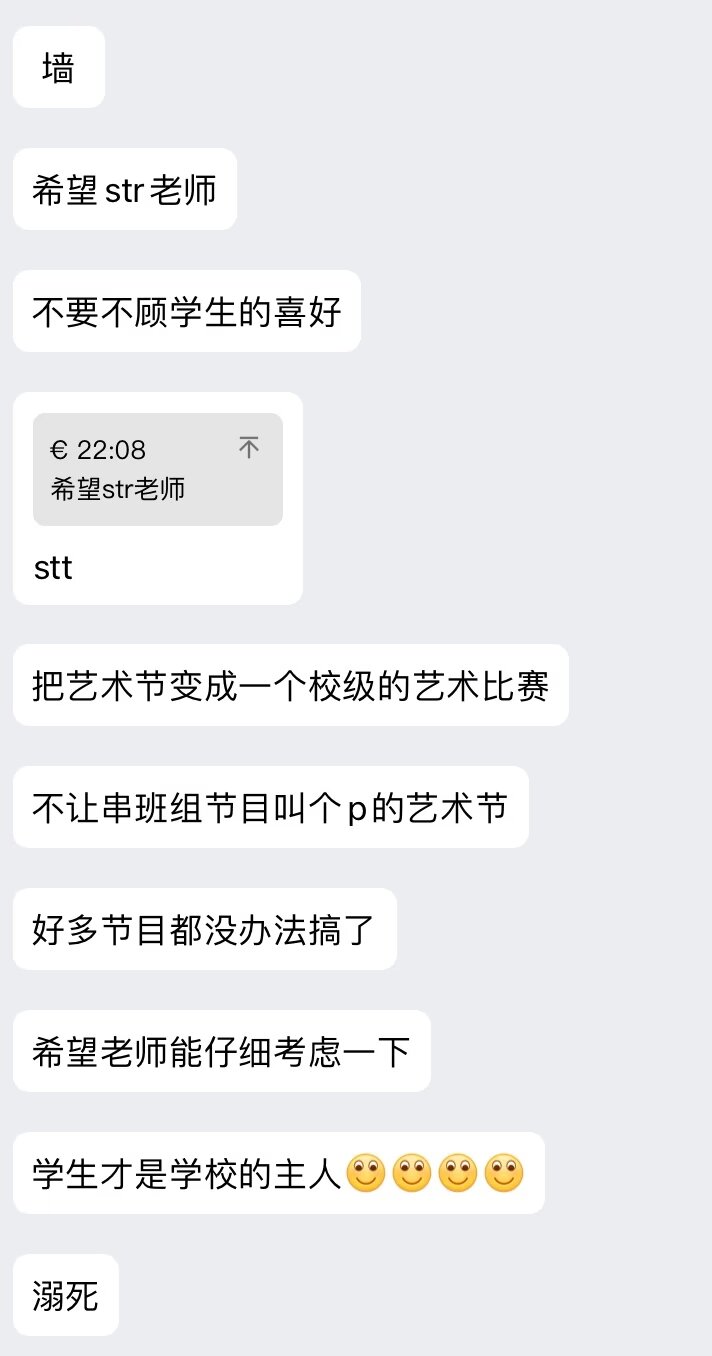 墙
希望str老师
不要不顾学生的喜好
€ 22:08
希望str老师
stt
把艺术节变成一个校级的艺术比赛
不让串班组节目叫个p的艺术节
好多节目都没办法搞了
希望老师能仔细考虑一下
学生才是学校的主人
溺死